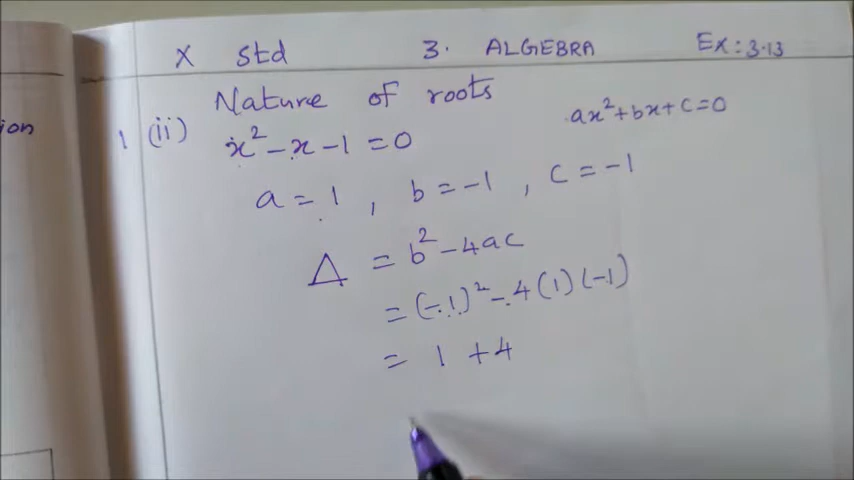 X std 3. ALGEBRA Ex: 3.13
Nature of roots
ion
1 (ii) x² - x - 1 = 0 ax² + bx + c = 0
a = 1 , b = -1 , c = -1
Δ = b² - 4ac
= (-1)² - 4(1)(-1)
= 1 + 4